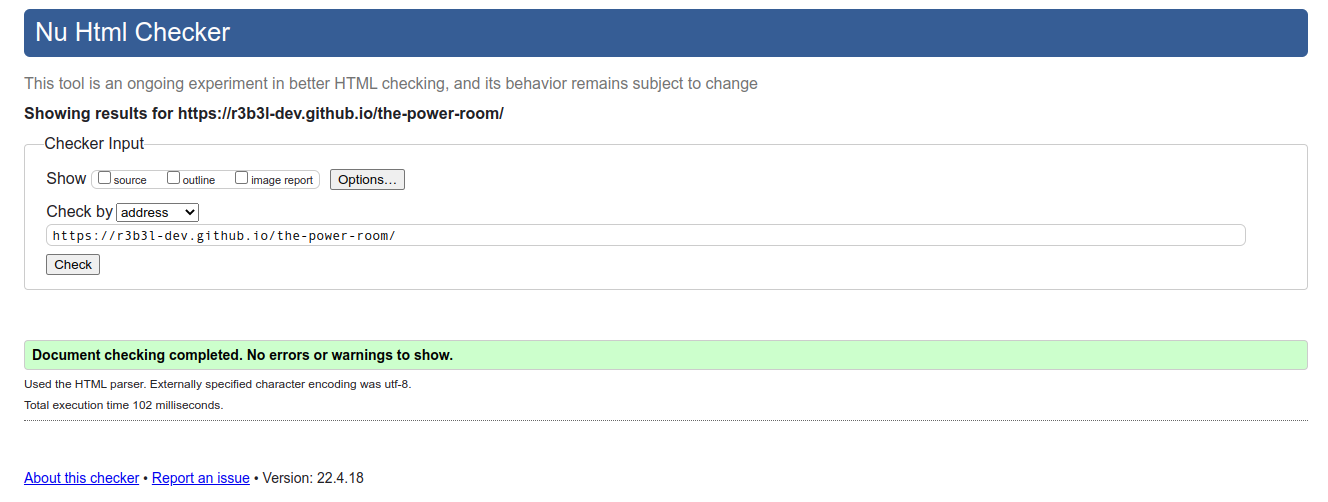 Nu Html Checker
This tool is an ongoing experiment in better HTML checking, and its behavior remains subject to change
Showing results for https://r3b3l-dev.github.io/the-power-room/
Checker Input
Show source outline image report Options...
Check by address
https://r3b3l-dev.github.io/the-power-room/
Check
Document checking completed. No errors or warnings to show.
Used the HTML parser. Externally specified character encoding was utf-8.
Total execution time 102 milliseconds.
About this checker • Report an issue • Version: 22.4.18